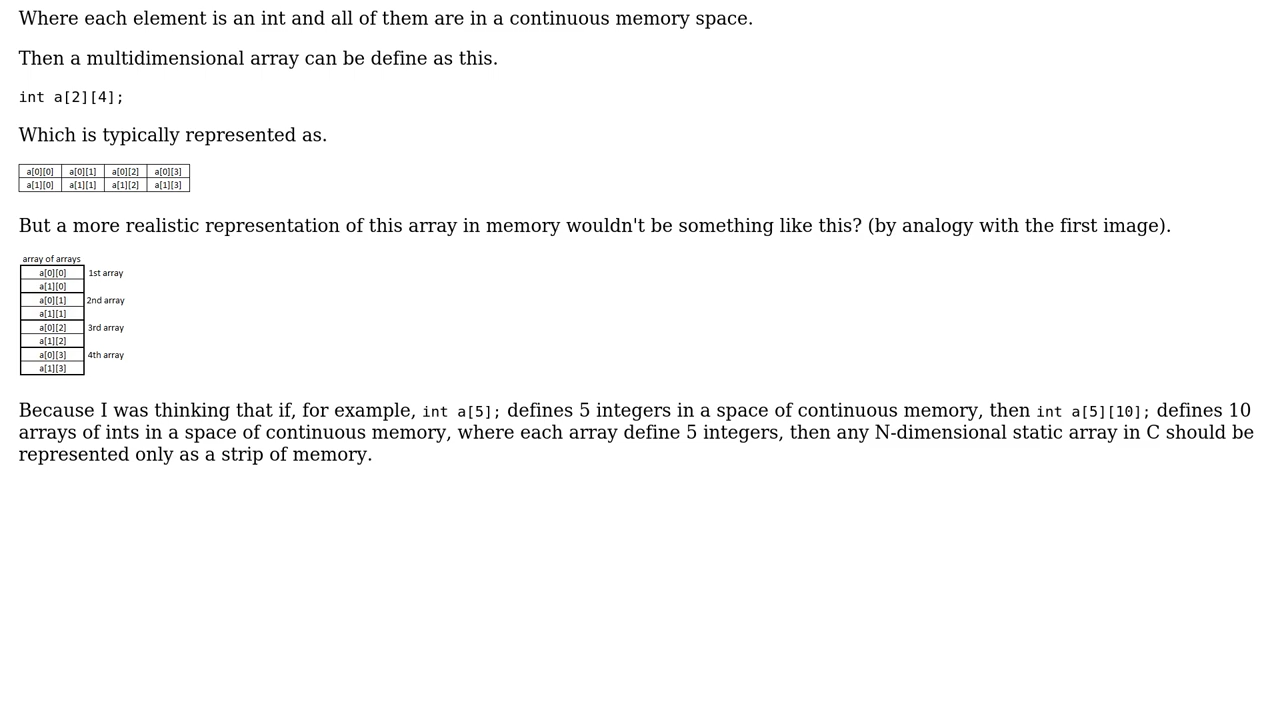 Where each element is an int and all of them are in a continuous memory space.
Then a multidimensional array can be define as this.
int a[2][4];
Which is typically represented as.
a[0][0] a[0][1] a[0][2] a[0][3]
a[1][0] a[1][1] a[1][2] a[1][3]
But a more realistic representation of this array in memory wouldn't be something like this? (by analogy with the first image).
array of arrays
a[0][0] 1st array
a[1][0]
a[0][1] 2nd array
a[1][1]
a[0][2] 3rd array
a[1][2]
a[0][3] 4th array
a[1][3]
Because I was thinking that if, for example, int a[5]; defines 5 integers in a space of continuous memory, then int a[5][10]; defines 10
arrays of ints in a space of continuous memory, where each array define 5 integers, then any N-dimensional static array in C should be
represented only as a strip of memory.